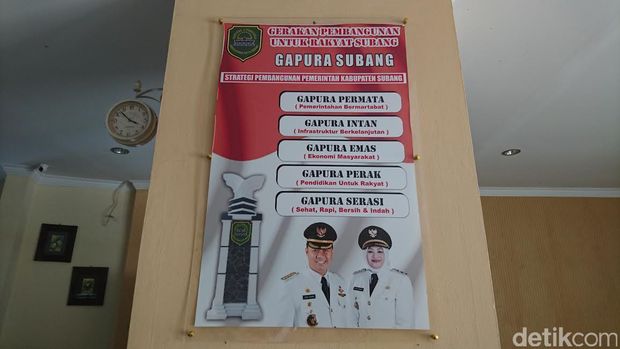 GERAKAN PEMBANGUNAN
UNTUK RAKYAT SUBANG
GAPURA SUBANG
STRATEGI PEMBANGUNAN PEMERINTAH KABUPATEN SUBANG
GAPURA PERMATA
( Pemerintahan Bermartabat )
GAPURA INTAN
( Infrastruktur Berkelanjutan )
GAPURA EMAS
( Ekonomi Masyarakat )
GAPURA PERAK
( Pendidikan Untuk Rakyat )
GAPURA SERASI
( Sehat, Rapi, Bersih & Indah )
detikcom